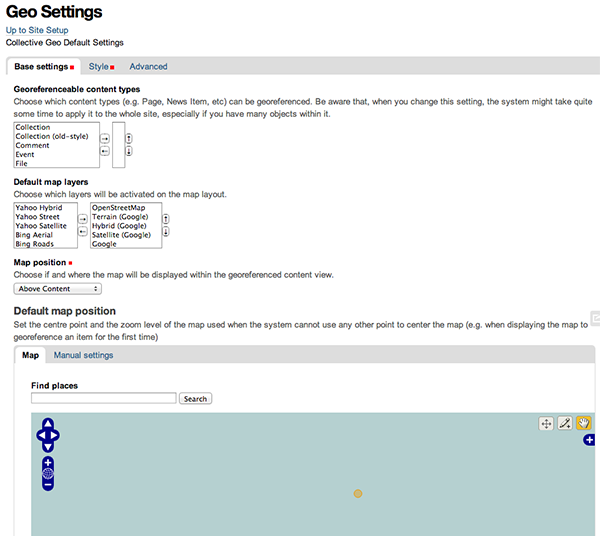 Geo Settings
Up to Site Setup
Collective Geo Default Settings
Base settings
Style
Advanced
Georeferenceable content types
Choose which content types (e.g. Page, News Item, etc) can be georeferenced. Be aware that, when you change this setting, the system might take quite
some time to apply it to the whole site, especially if you have many objects within it.
Collection
Collection (old-style)
Comment
Event
File
Default map layers
Choose which layers will be activated on the map layout.
Yahoo Hybrid
Yahoo Street
Yahoo Satellite
Bing Aerial
Bing Roads
OpenStreetMap
Terrain (Google)
Hybrid (Google)
Satellite (Google)
Google
Map position
Choose if and where the map will be displayed within the georeferenced content view.
Above Content
Default map position
Set the centre point and the zoom level of the map used when the system cannot use any other point to center the map (e.g. when displaying the map to
georeference an item for the first time)
Map
Manual settings
Find places
Search